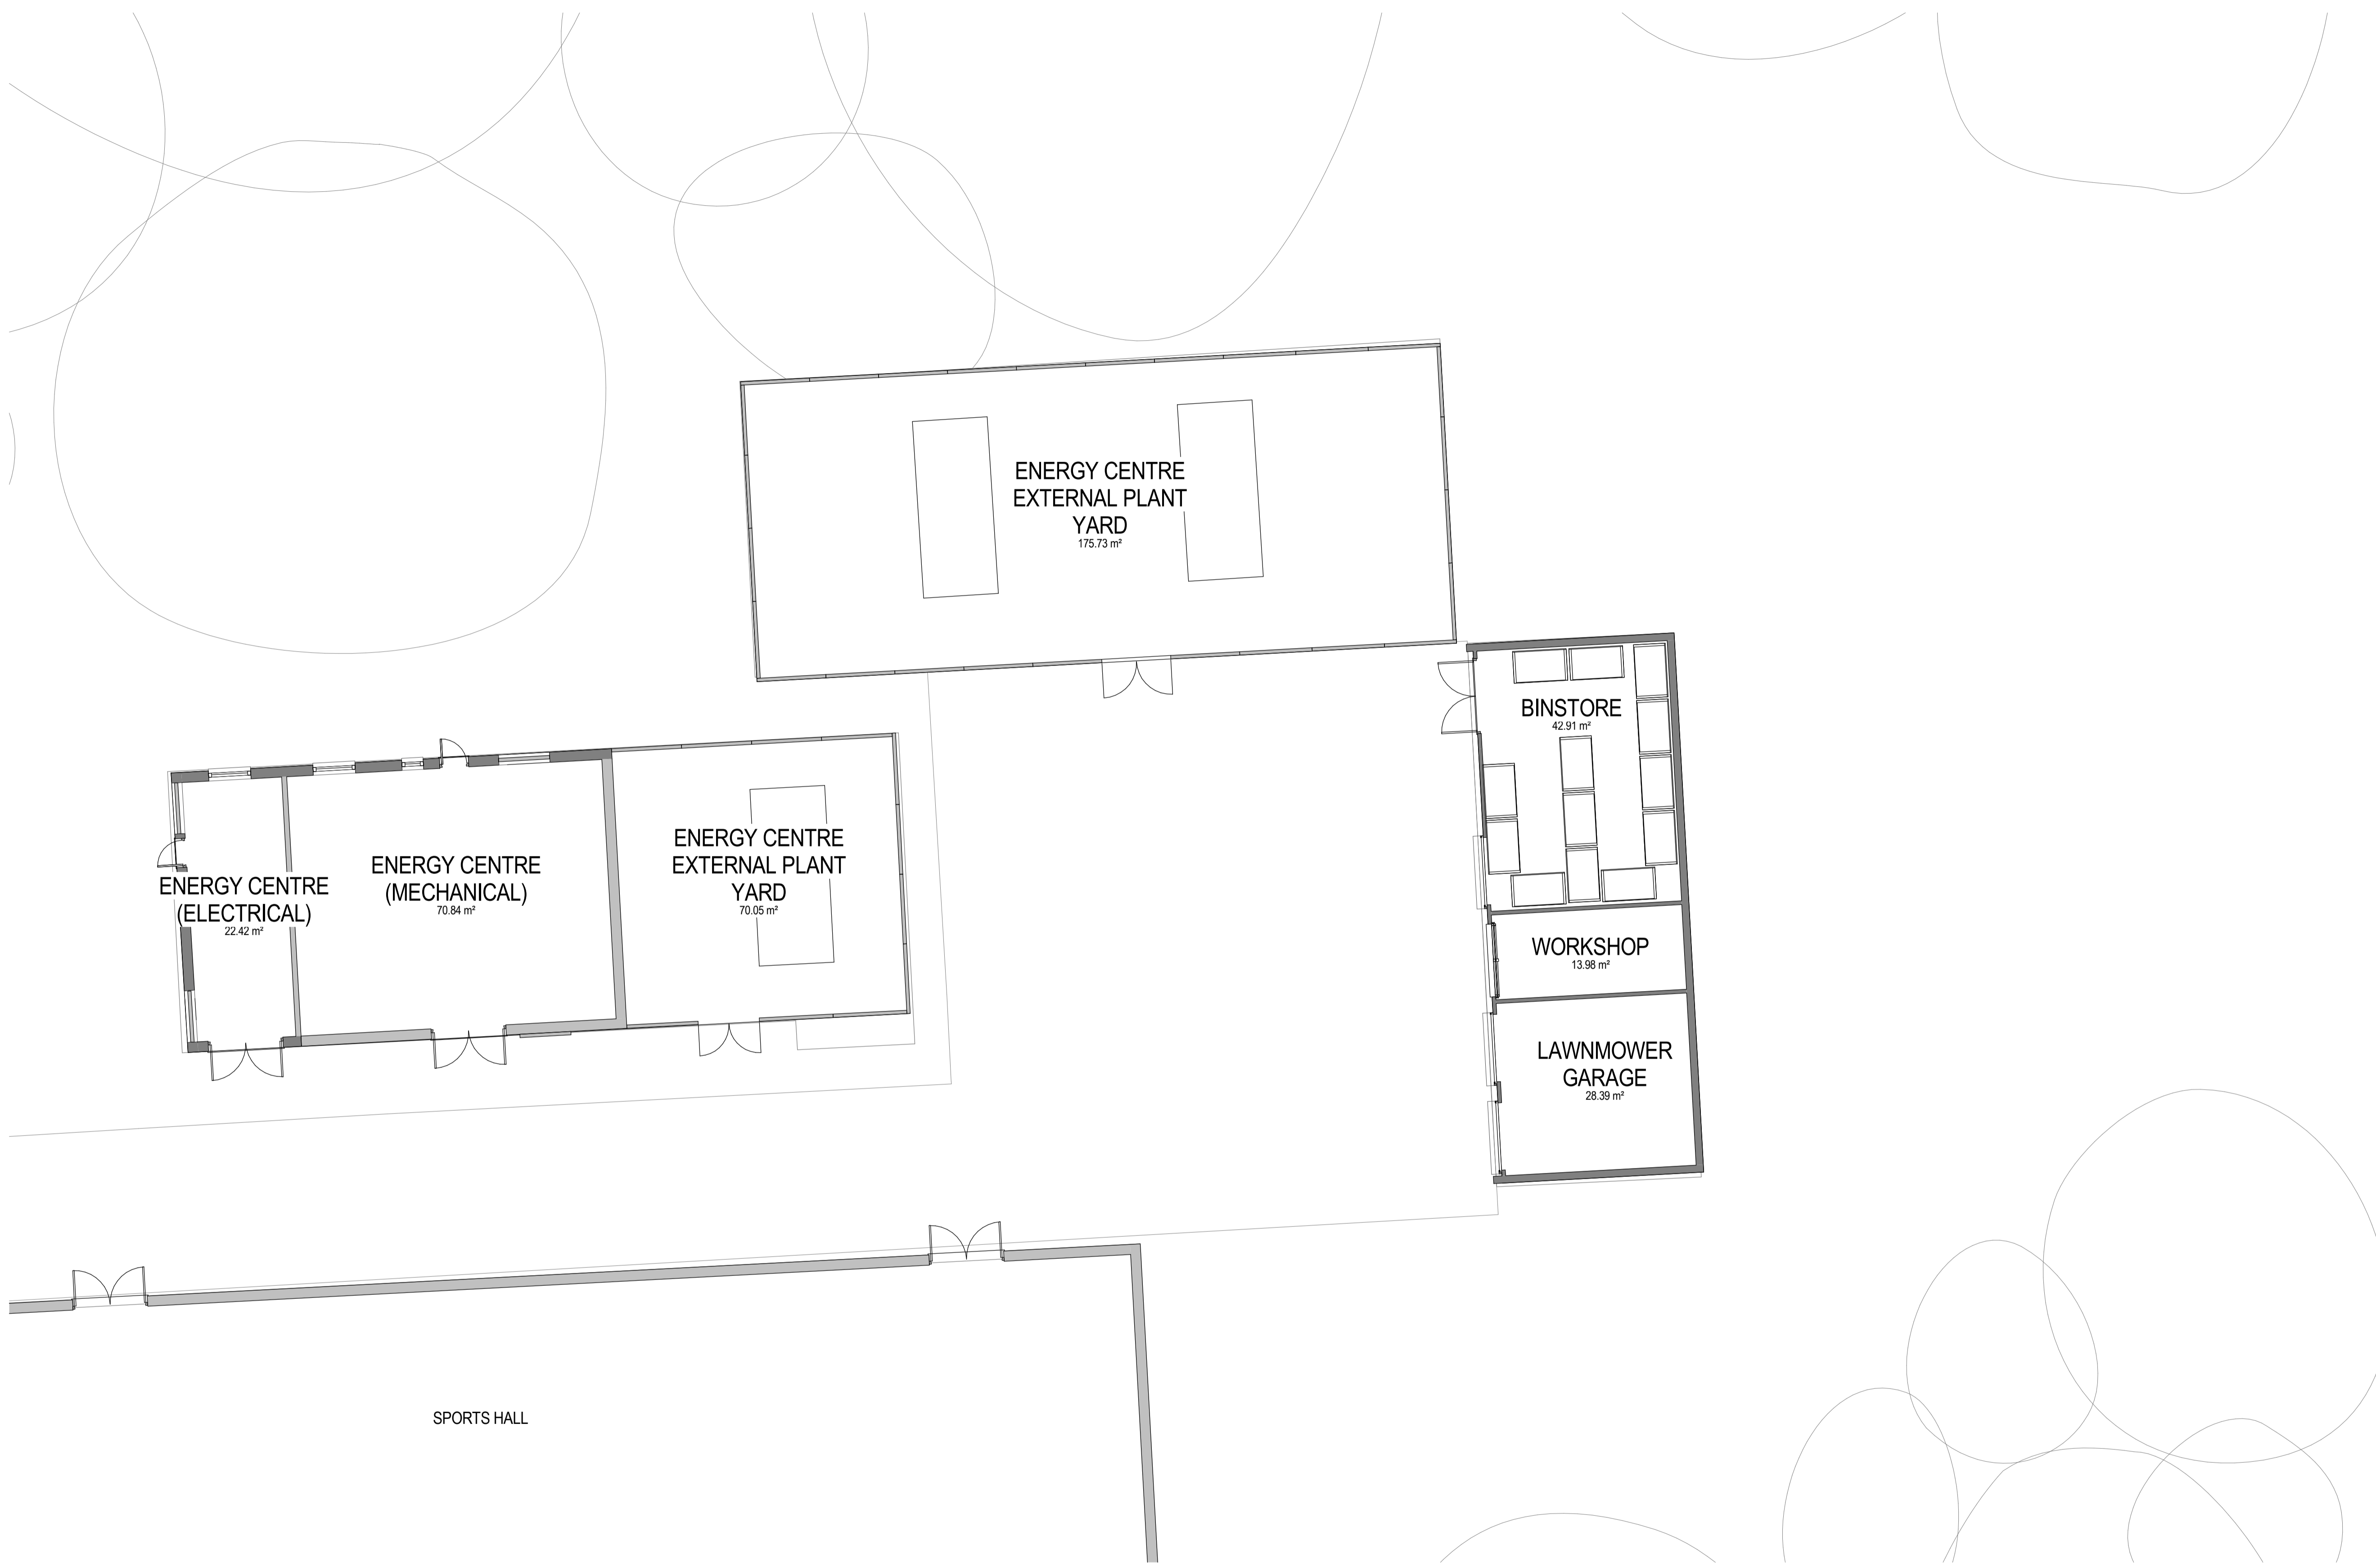 ENERGY CENTRE
EXTERNAL PLANT
YARD
175.73 m²
BINSTORE
42.91 m²
ENERGY CENTRE
(ELECTRICAL)
22.42 m²
ENERGY CENTRE
(MECHANICAL)
70.84 m²
ENERGY CENTRE
EXTERNAL PLANT
YARD
70.05 m²
WORKSHOP
13.98 m²
LAWNMOWER
GARAGE
28.39 m²
SPORTS HALL